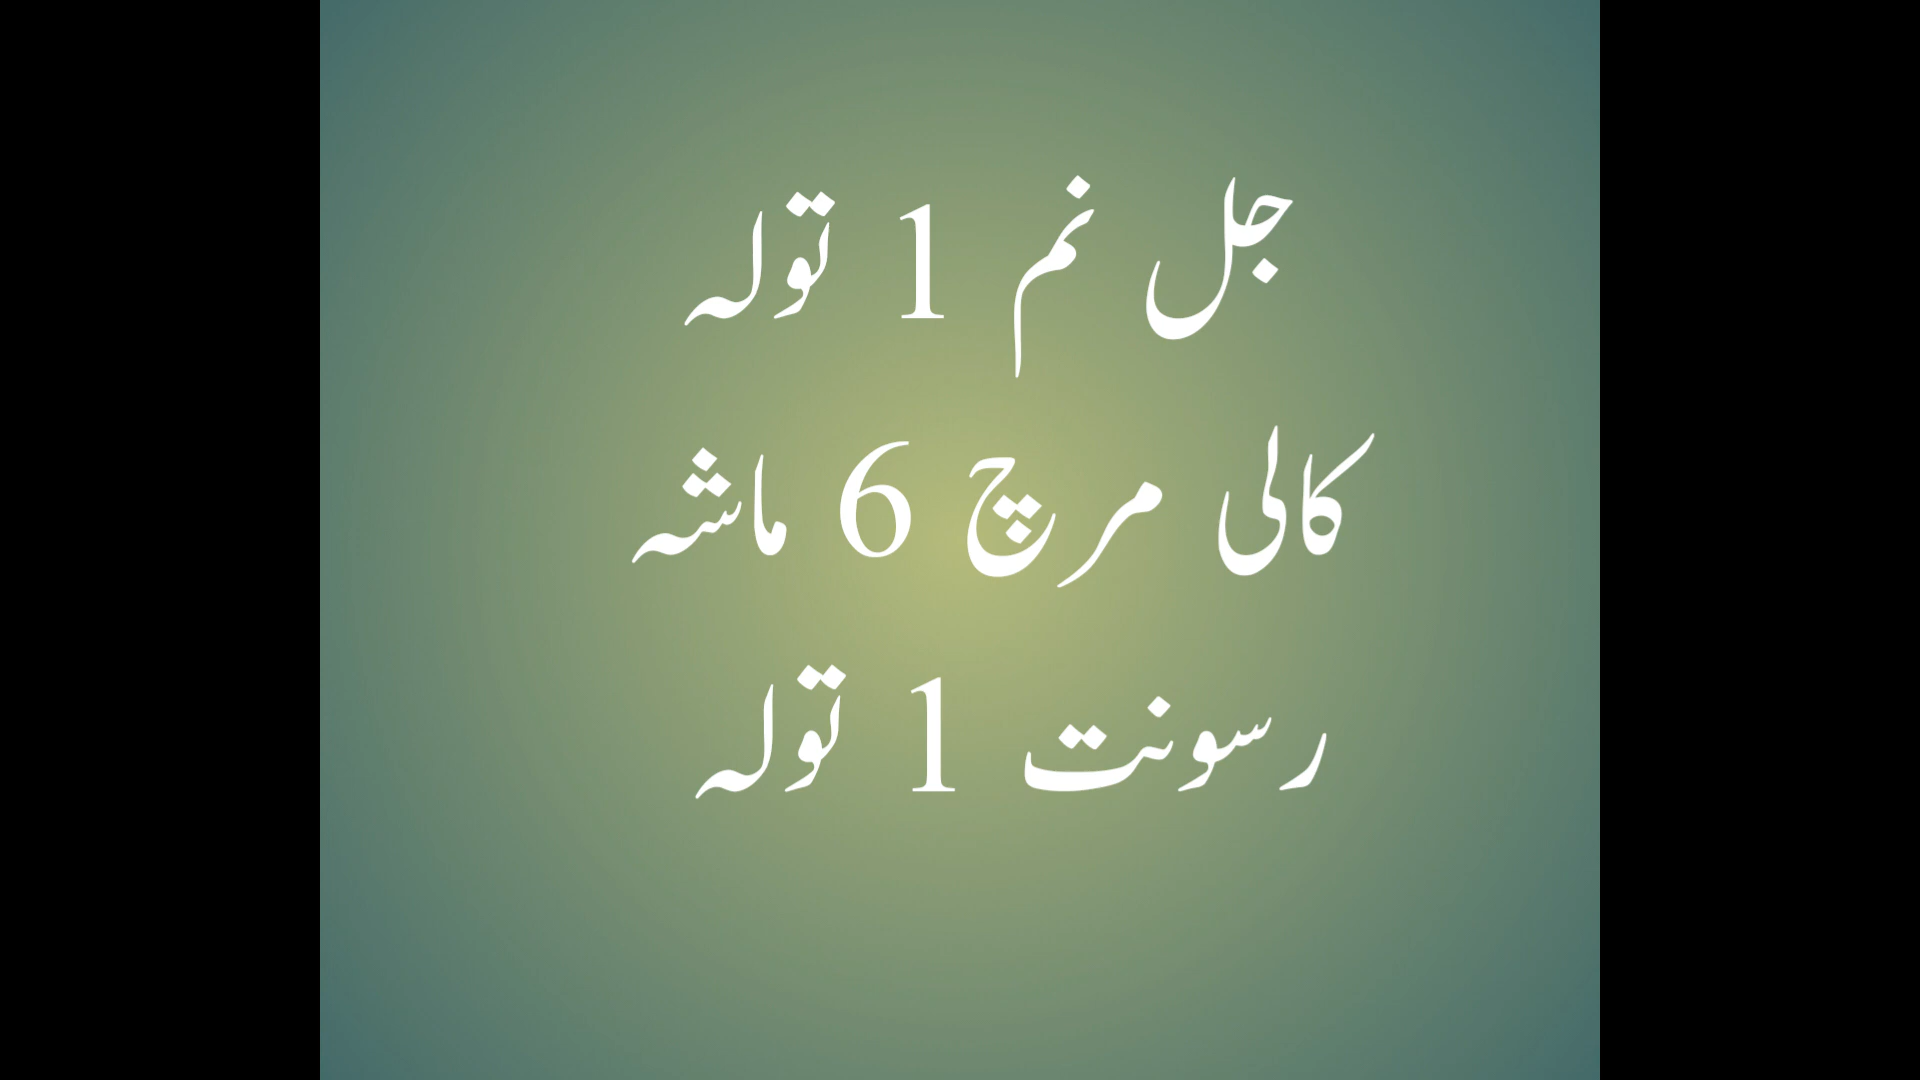 جل نم 1 تولہ
کالی مرچ 6 ماشہ
رسونت 1 تولہ